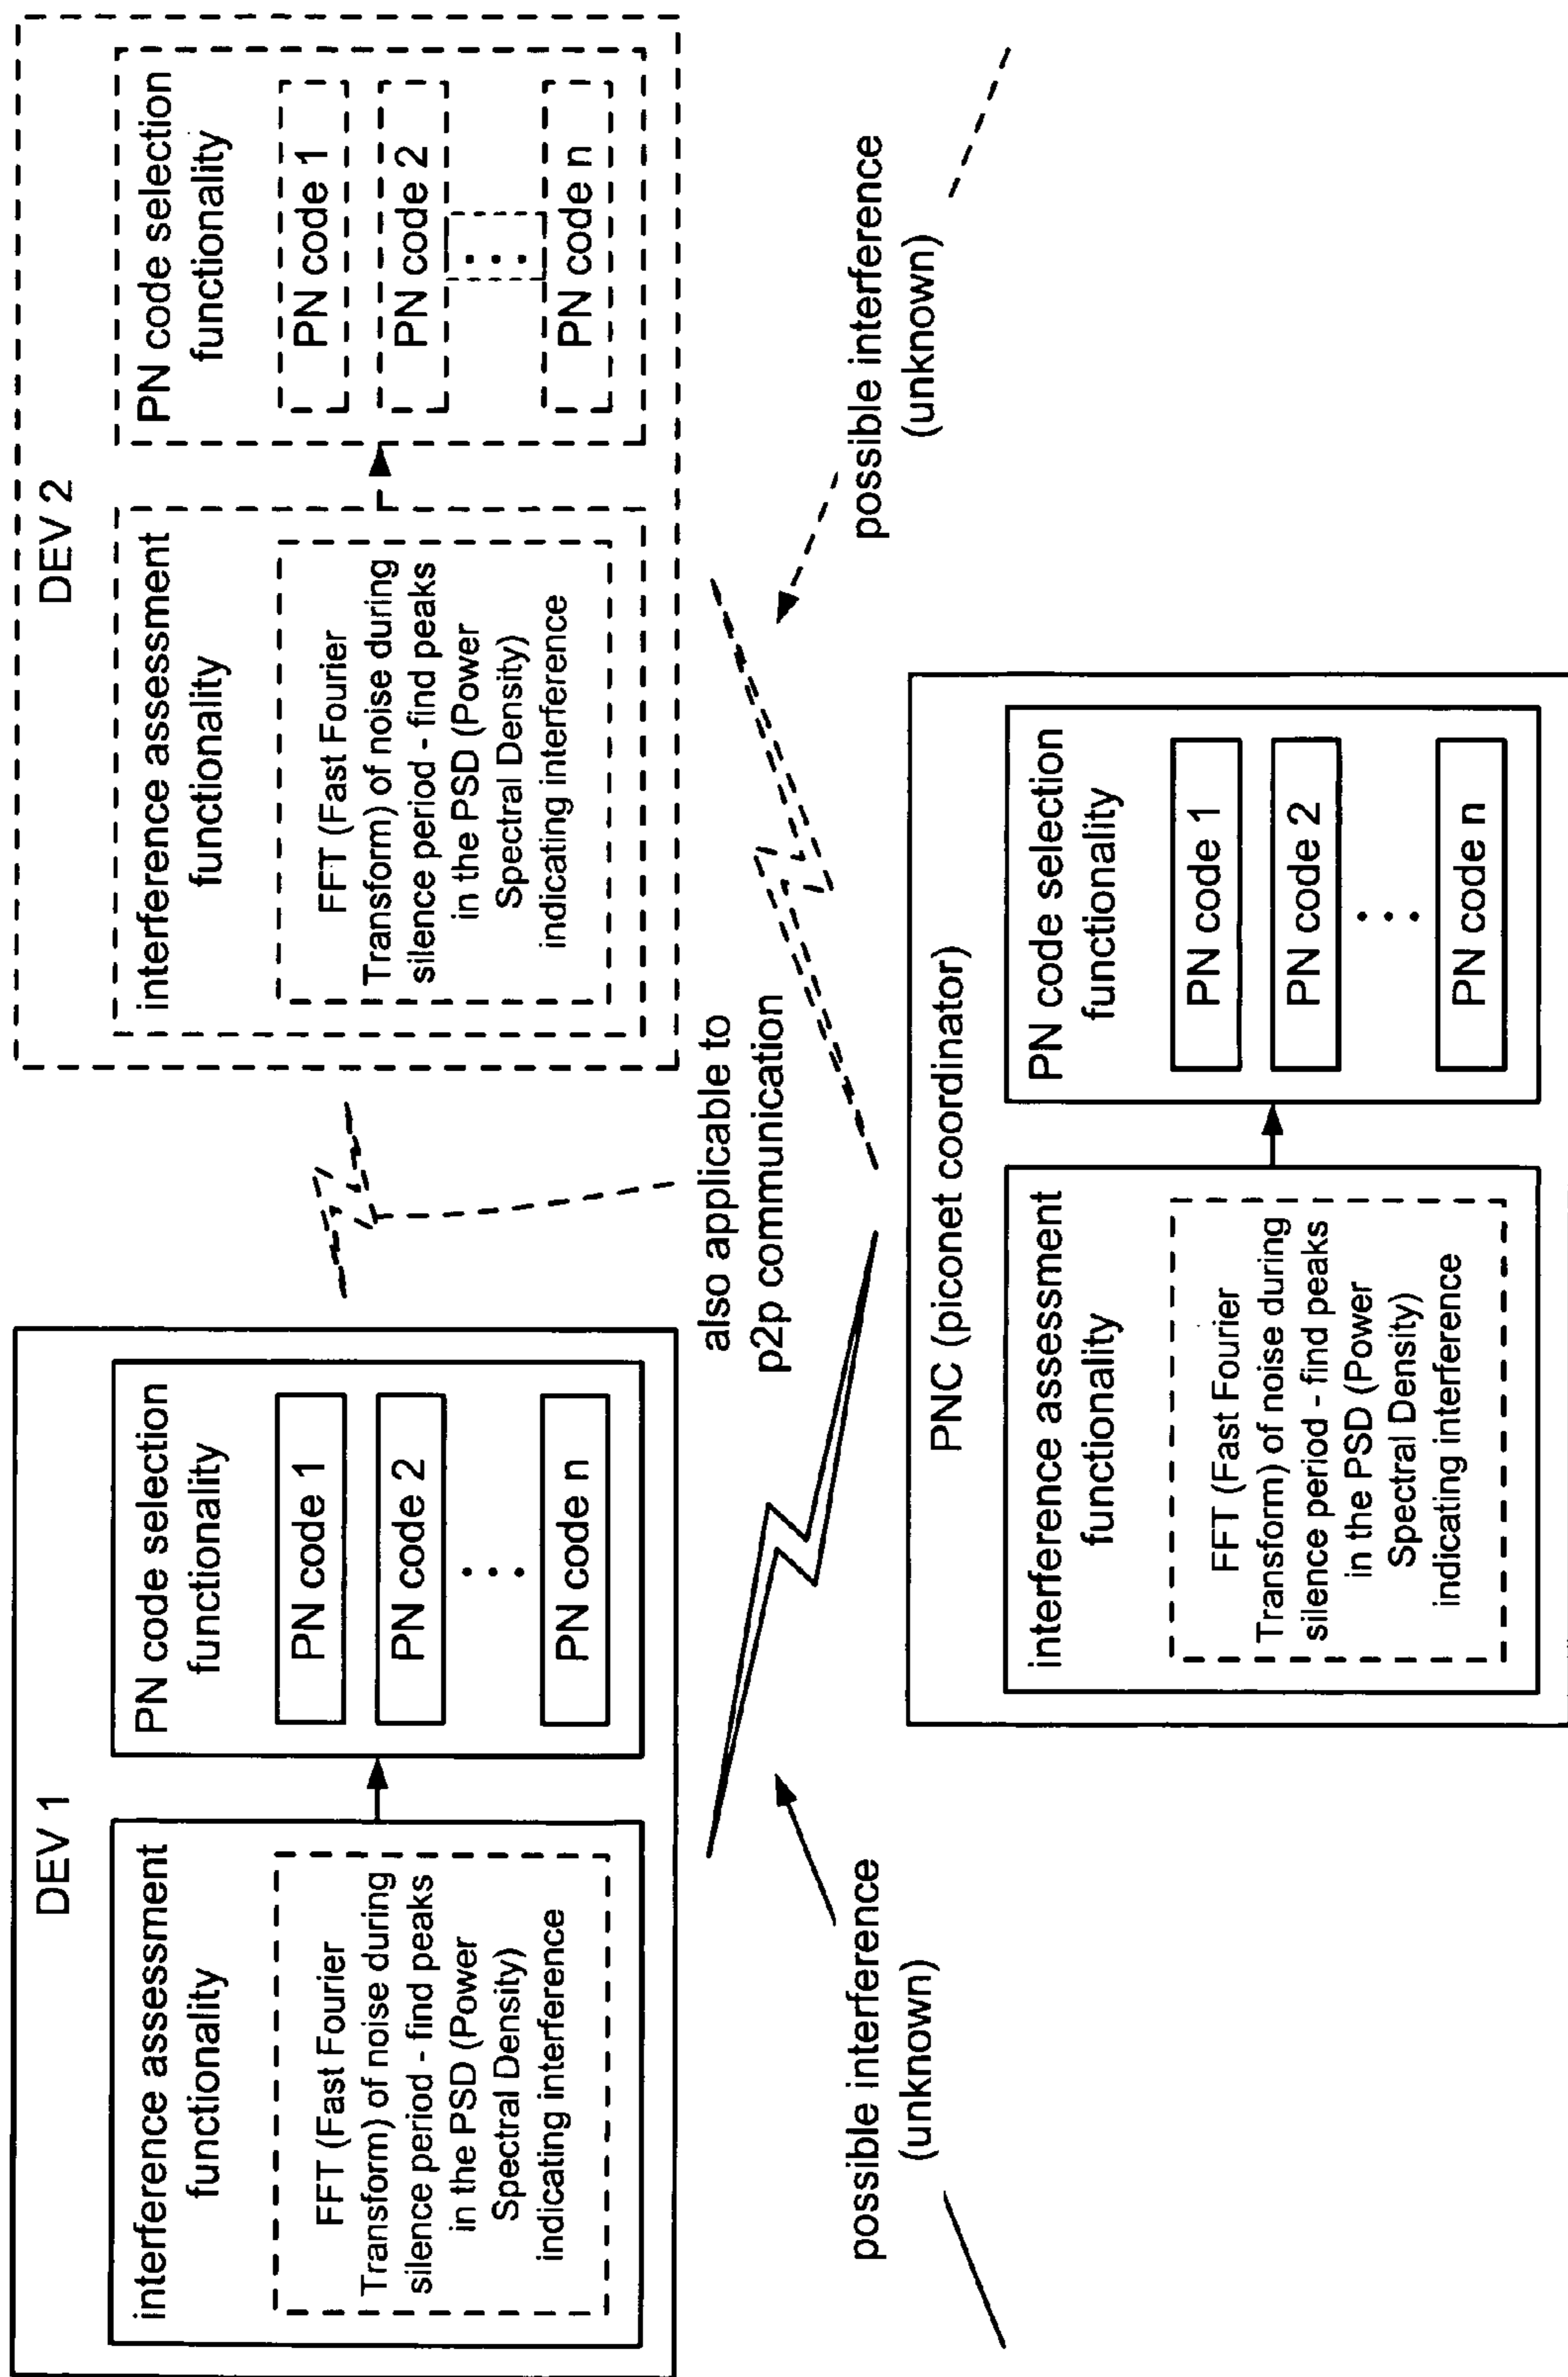 DEV 1
interference assessment
functionality
FFT (Fast Fourier
Transform) of noise during
silence period - find peaks
in the PSD (Power
Spectral Density)
indicating interference
PN code selection
functionality
PN code 1
PN code 2
...
PN code n
DEV 2
interference assessment
functionality
FFT (Fast Fourier
Transform) of noise during
silence period - find peaks
in the PSD (Power
Spectral Density)
indicating interference
PN code selection
functionality
PN code 1
PN code 2
...
PN code n
also applicable to
p2p communication
possible interference
(unknown)
possible interference
(unknown)
PNC (piconet coordinator)
interference assessment
functionality
FFT (Fast Fourier
Transform) of noise during
silence period - find peaks
in the PSD (Power
Spectral Density)
indicating interference
PN code selection
functionality
PN code 1
PN code 2
...
PN code n